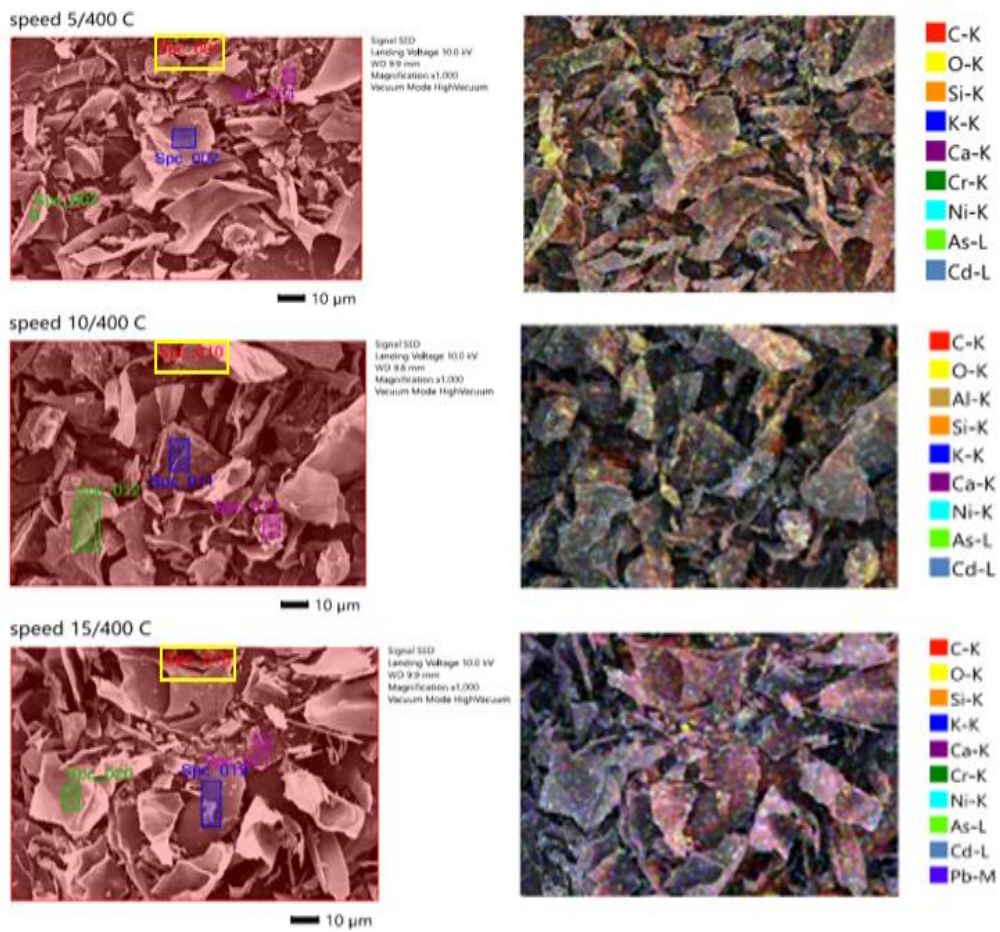 speed 5/400 C
Signal SED
Landing Voltage 10.0 kV
WD 9.9 mm
Magnification x1,000
Vacuum Mode HighVacuum
Spc_002
10 µm
C-K
O-K
Si-K
K-K
Ca-K
Cr-K
Ni-K
As-L
Cd-L
speed 10/400 C
Signal SED
Landing Voltage 10.0 kV
WD 9.8 mm
Magnification x1,000
Vacuum Mode HighVacuum
Spc_010
Spc_011
10 µm
C-K
O-K
Al-K
Si-K
K-K
Ca-K
Ni-K
As-L
Cd-L
speed 15/400 C
Signal SED
Landing Voltage 10.0 kV
WD 9.9 mm
Magnification x1,000
Vacuum Mode HighVacuum
Spc_020
Spc_019
10 µm
C-K
O-K
Si-K
K-K
Ca-K
Cr-K
Ni-K
As-L
Cd-L
Pb-M